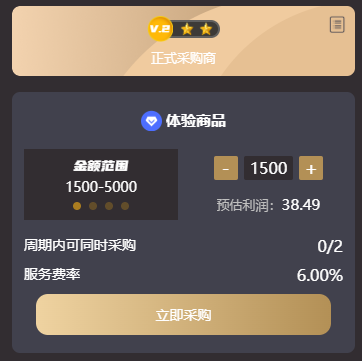 V.2
正式采购商
体验商品
金额范围
1500-5000
- 1500 +
预估利润：38.49
周期内可同时采购 0/2
服务费率 6.00%
立即采购